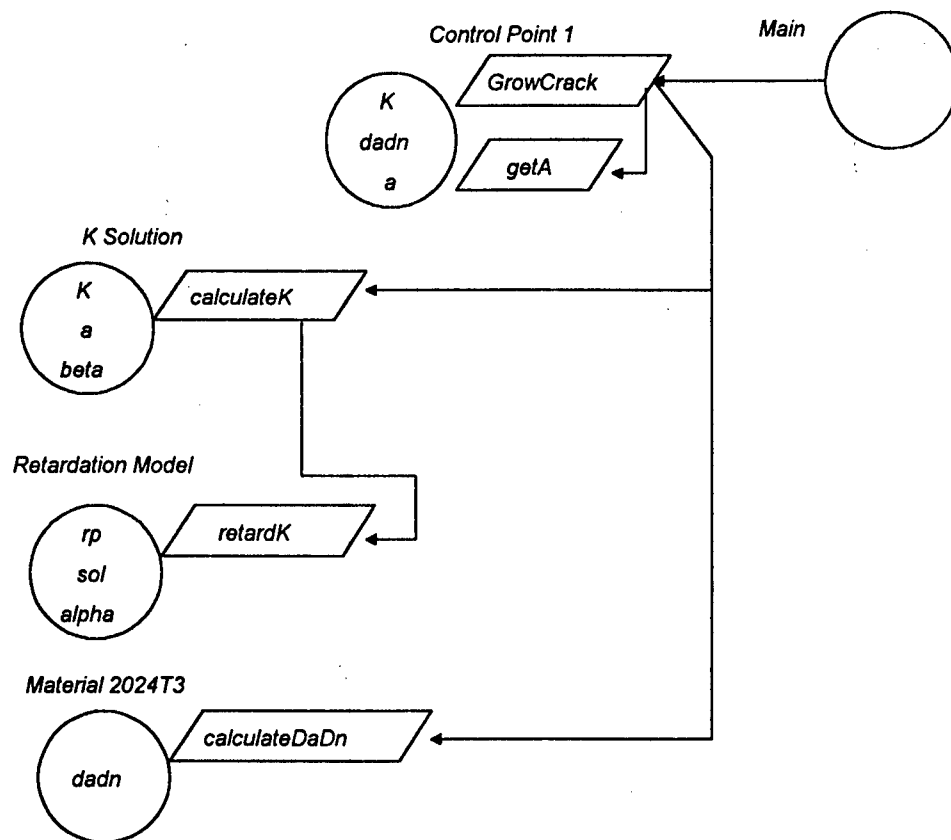 Control Point 1
Main
GrowCrack
K
dadn
a
getA
K Solution
K
a
beta
calculateK
Retardation Model
rp
sol
alpha
retardK
Material 2024T3
dadn
calculateDaDn